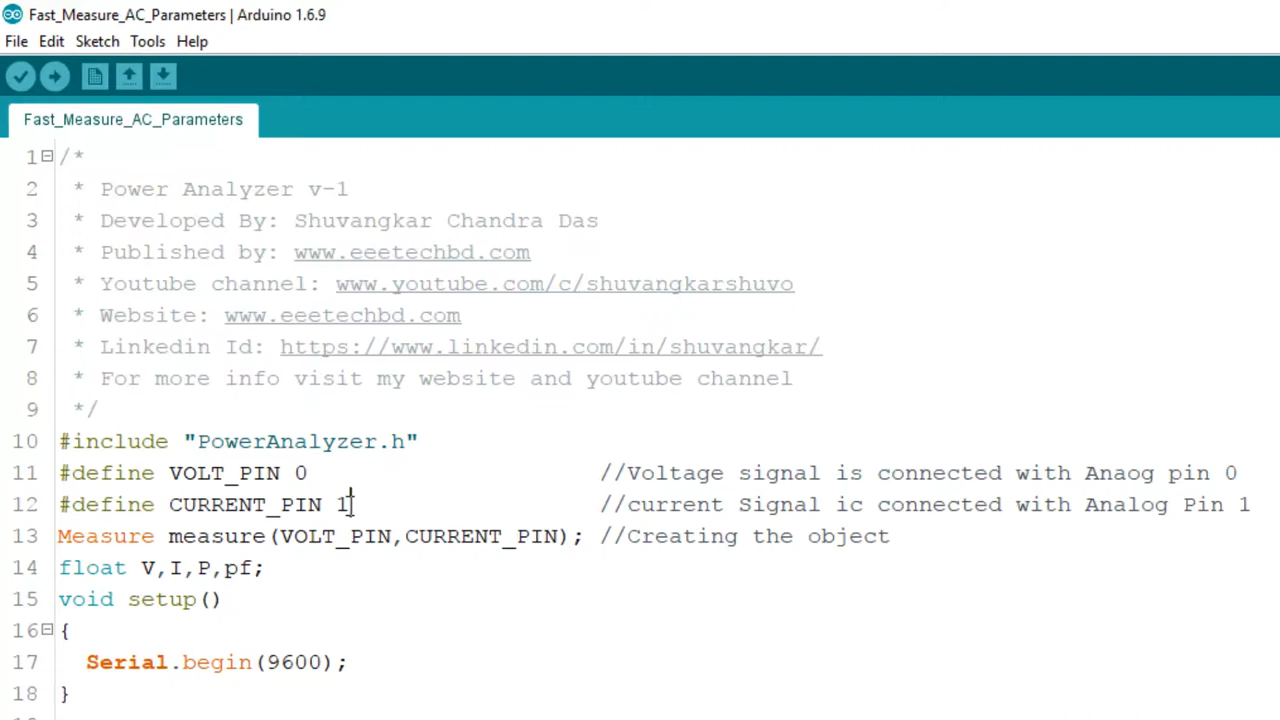 Fast_Measure_AC_Parameters | Arduino 1.6.9
File Edit Sketch Tools Help
Fast_Measure_AC_Parameters
1 /*
2 * Power Analyzer v-1
3 * Developed By: Shuvangkar Chandra Das
4 * Published by: www.eeetechbd.com
5 * Youtube channel: www.youtube.com/c/shuvangkarshuvo
6 * Website: www.eeetechbd.com
7 * Linkedin Id: https://www.linkedin.com/in/shuvangkar/
8 * For more info visit my website and youtube channel
9 */
10 #include "PowerAnalyzer.h"
11 #define VOLT_PIN 0 //Voltage signal is connected with Anaog pin 0
12 #define CURRENT_PIN 1 //current Signal ic connected with Analog Pin 1
13 Measure measure(VOLT_PIN,CURRENT_PIN); //Creating the object
14 float V,I,P,pf;
15 void setup()
16 {
17 Serial.begin(9600);
18 }